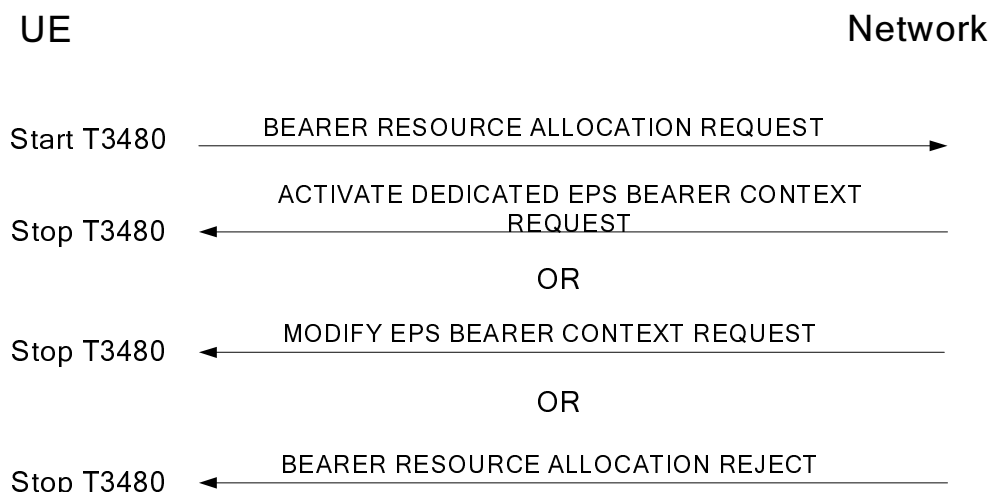 UE Network
Start T3480 BEARER RESOURCE ALLOCATION REQUEST
ACTIVATE DEDICATED EPS BEARER CONTEXT
REQUEST
Stop T3480
OR
MODIFY EPS BEARER CONTEXT REQUEST
Stop T3480
OR
BEARER RESOURCE ALLOCATION REJECT
Stop T3480